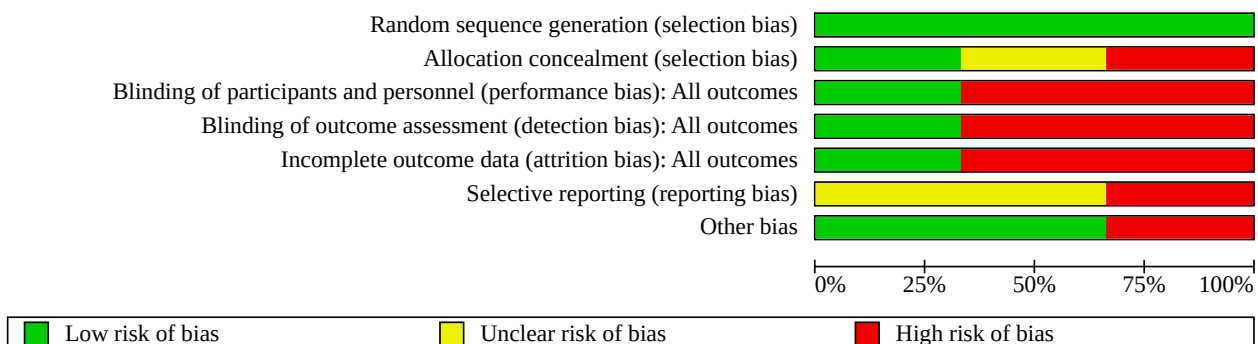 Random sequence generation (selection bias)
Allocation concealment (selection bias)
Blinding of participants and personnel (performance bias): All outcomes
Blinding of outcome assessment (detection bias): All outcomes
Incomplete outcome data (attrition bias): All outcomes
Selective reporting (reporting bias)
Other bias
0% 25% 50% 75% 100%
Low risk of bias Unclear risk of bias High risk of bias